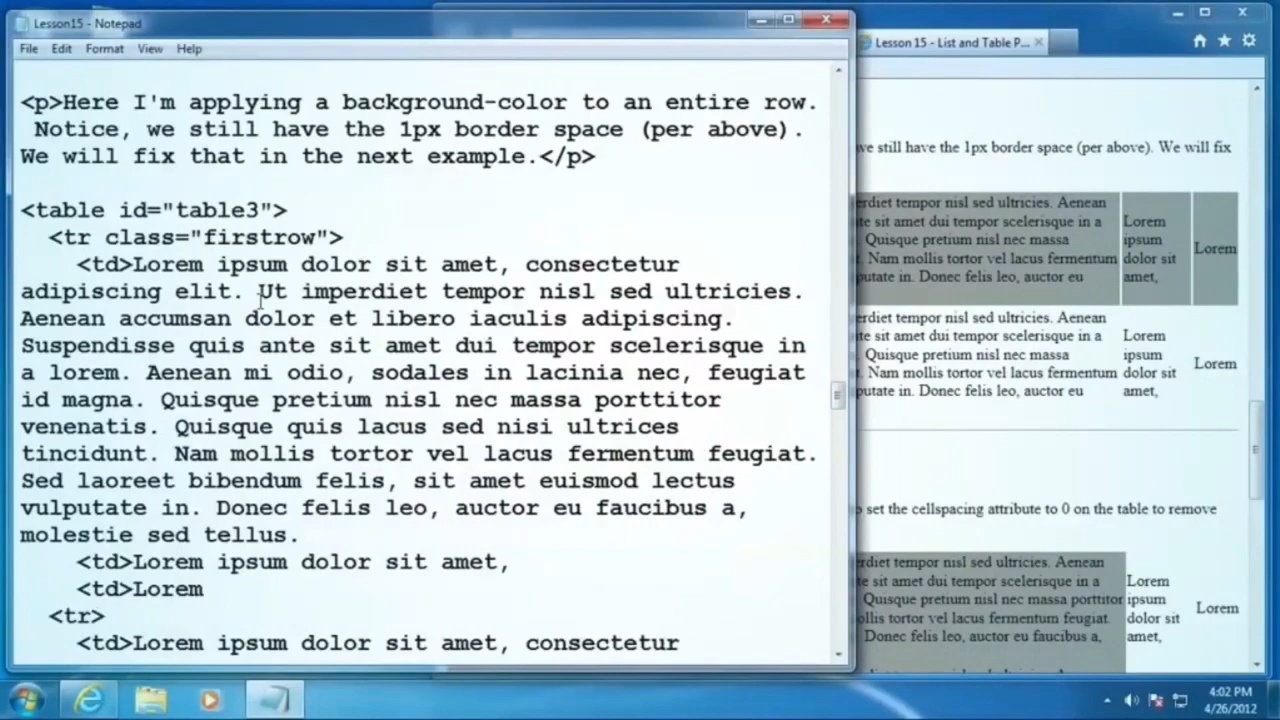 Lesson15 - Notepad
File Edit Format View Help
<p>Here I'm applying a background-color to an entire row.
Notice, we still have the 1px border space (per above).
We will fix that in the next example.</p>
<table id="table3">
<tr class="firstrow">
<td>Lorem ipsum dolor sit amet, consectetur
adipiscing elit. Ut imperdiet tempor nisl sed ultricies.
Aenean accumsan dolor et libero iaculis adipiscing.
Suspendisse quis ante sit amet dui tempor scelerisque in
a lorem. Aenean mi odio, sodales in lacinia nec, feugiat
id magna. Quisque pretium nisl nec massa porttitor
venenatis. Quisque quis lacus sed nisi ultrices
tincidunt. Nam mollis tortor vel lacus fermentum feugiat.
Sed laoreet bibendum felis, sit amet euismod lectus
vulputate in. Donec felis leo, auctor eu faucibus a,
molestie sed tellus.
<td>Lorem ipsum dolor sit amet,
<td>Lorem
<tr>
<td>Lorem ipsum dolor sit amet, consectetur
Lesson 15 - List and Table P...
we still have the 1px border space (per above). We will fix
erdiet tempor nisl sed ultricies. Aenean
te sit amet dui tempor scelerisque in a
Quisque pretium nisl nec massa
Nam mollis tortor vel lacus fermentum
putate in. Donec felis leo, auctor eu
Lorem
ipsum
dolor sit
amet,
Lorem
erdiet tempor nisl sed ultricies. Aenean
te sit amet dui tempor scelerisque in a
Quisque pretium nisl nec massa
Nam mollis tortor vel lacus fermentum
putate in. Donec felis leo, auctor eu
Lorem
ipsum
dolor sit
amet,
Lorem
o set the cellspacing attribute to 0 on the table to remove
erdiet tempor nisl sed ultricies. Aenean
te sit amet dui tempor scelerisque in a
Quisque pretium nisl nec massa porttitor
ollis tortor vel lacus fermentum feugiat.
Donec felis leo, auctor eu faucibus a,
Lorem
ipsum
dolor sit
amet,
Lorem
4:02 PM
4/26/2012